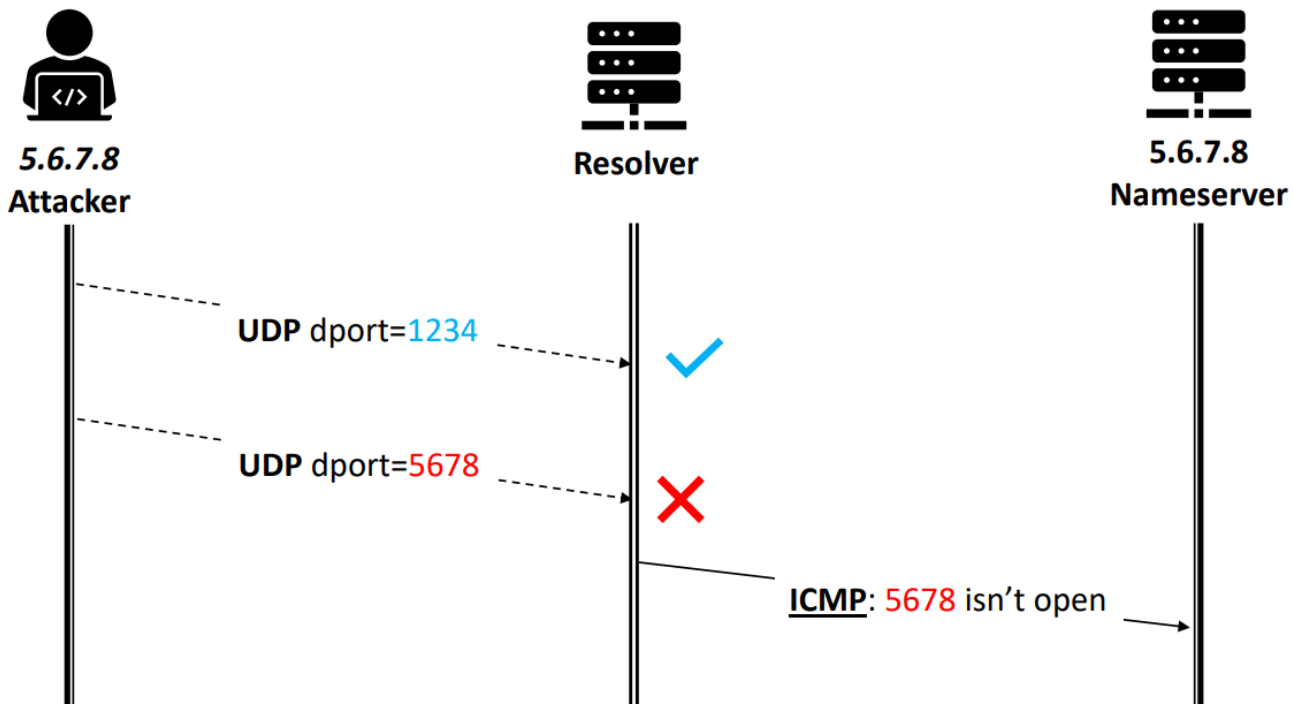 </>
5.6.7.8
Attacker
Resolver
5.6.7.8
Nameserver
UDP dport=1234
UDP dport=5678
ICMP: 5678 isn’t open